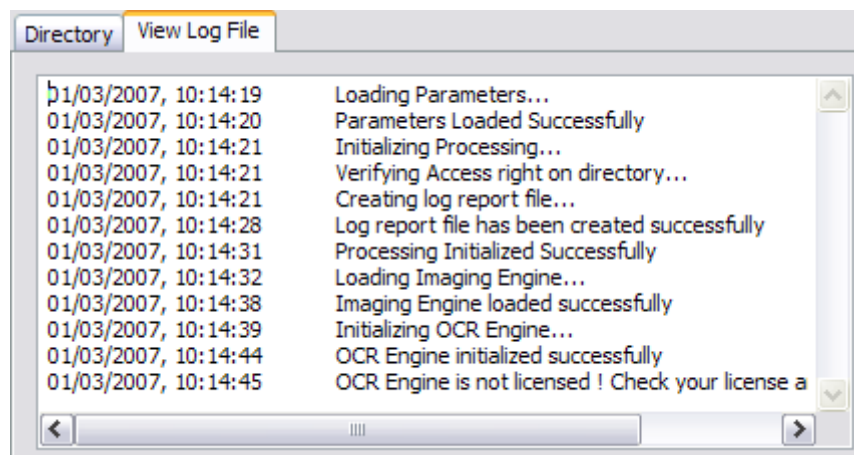 Directory View Log File
01/03/2007, 10:14:19 Loading Parameters...
01/03/2007, 10:14:20 Parameters Loaded Successfully
01/03/2007, 10:14:21 Initializing Processing...
01/03/2007, 10:14:21 Verifying Access right on directory...
01/03/2007, 10:14:21 Creating log report file...
01/03/2007, 10:14:28 Log report file has been created successfully
01/03/2007, 10:14:31 Processing Initialized Successfully
01/03/2007, 10:14:32 Loading Imaging Engine...
01/03/2007, 10:14:38 Imaging Engine loaded successfully
01/03/2007, 10:14:39 Initializing OCR Engine...
01/03/2007, 10:14:44 OCR Engine initialized successfully
01/03/2007, 10:14:45 OCR Engine is not licensed ! Check your license a